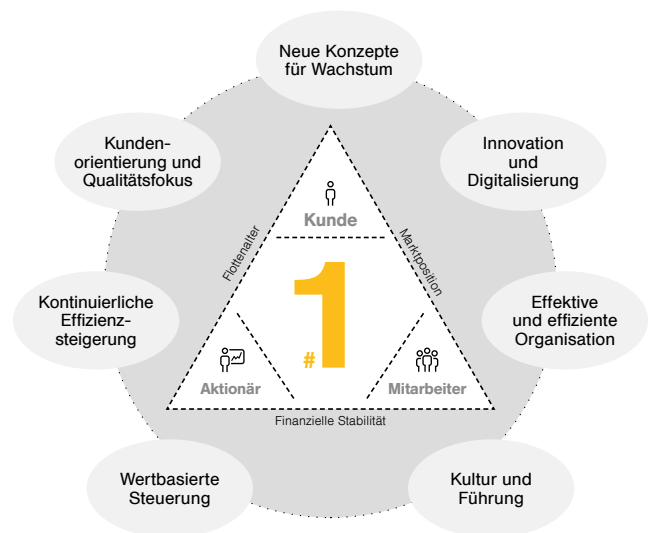 Neue Konzepte
für Wachstum
Kunden-
orientierung und
Qualitätsfokus
Innovation
und
Digitalisierung
Kunde
Flottenalter
Marktposition
Kontinuierliche
Effizienz-
steigerung
#1
Effektive
und effiziente
Organisation
Aktionär
Mitarbeiter
Finanzielle Stabilität
Wertbasierte
Steuerung
Kultur und
Führung